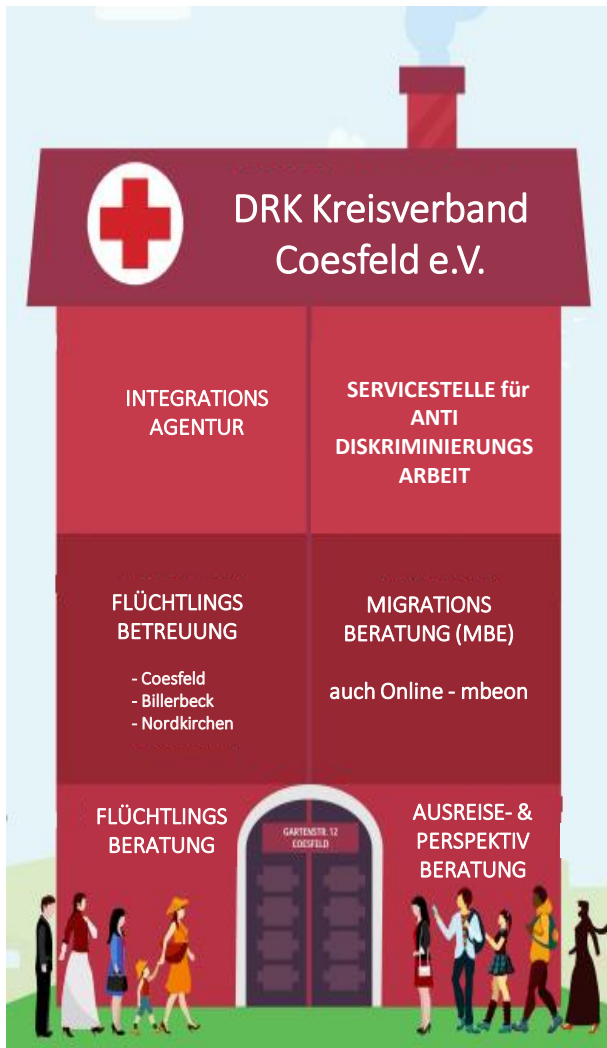 DRK Kreisverband
Coesfeld e.V.
INTEGRATIONS
AGENTUR
SERVICESTELLE für
ANTI
DISKRIMINIERUNGS
ARBEIT
FLÜCHTLINGS
BETREUUNG
- Coesfeld
- Billerbeck
- Nordkirchen
MIGRATIONS
BERATUNG (MBE)
auch Online - mbeon
FLÜCHTLINGS
BERATUNG
GARTENSTR. 12
COESFELD
AUSREISE- &
PERSPEKTIV
BERATUNG